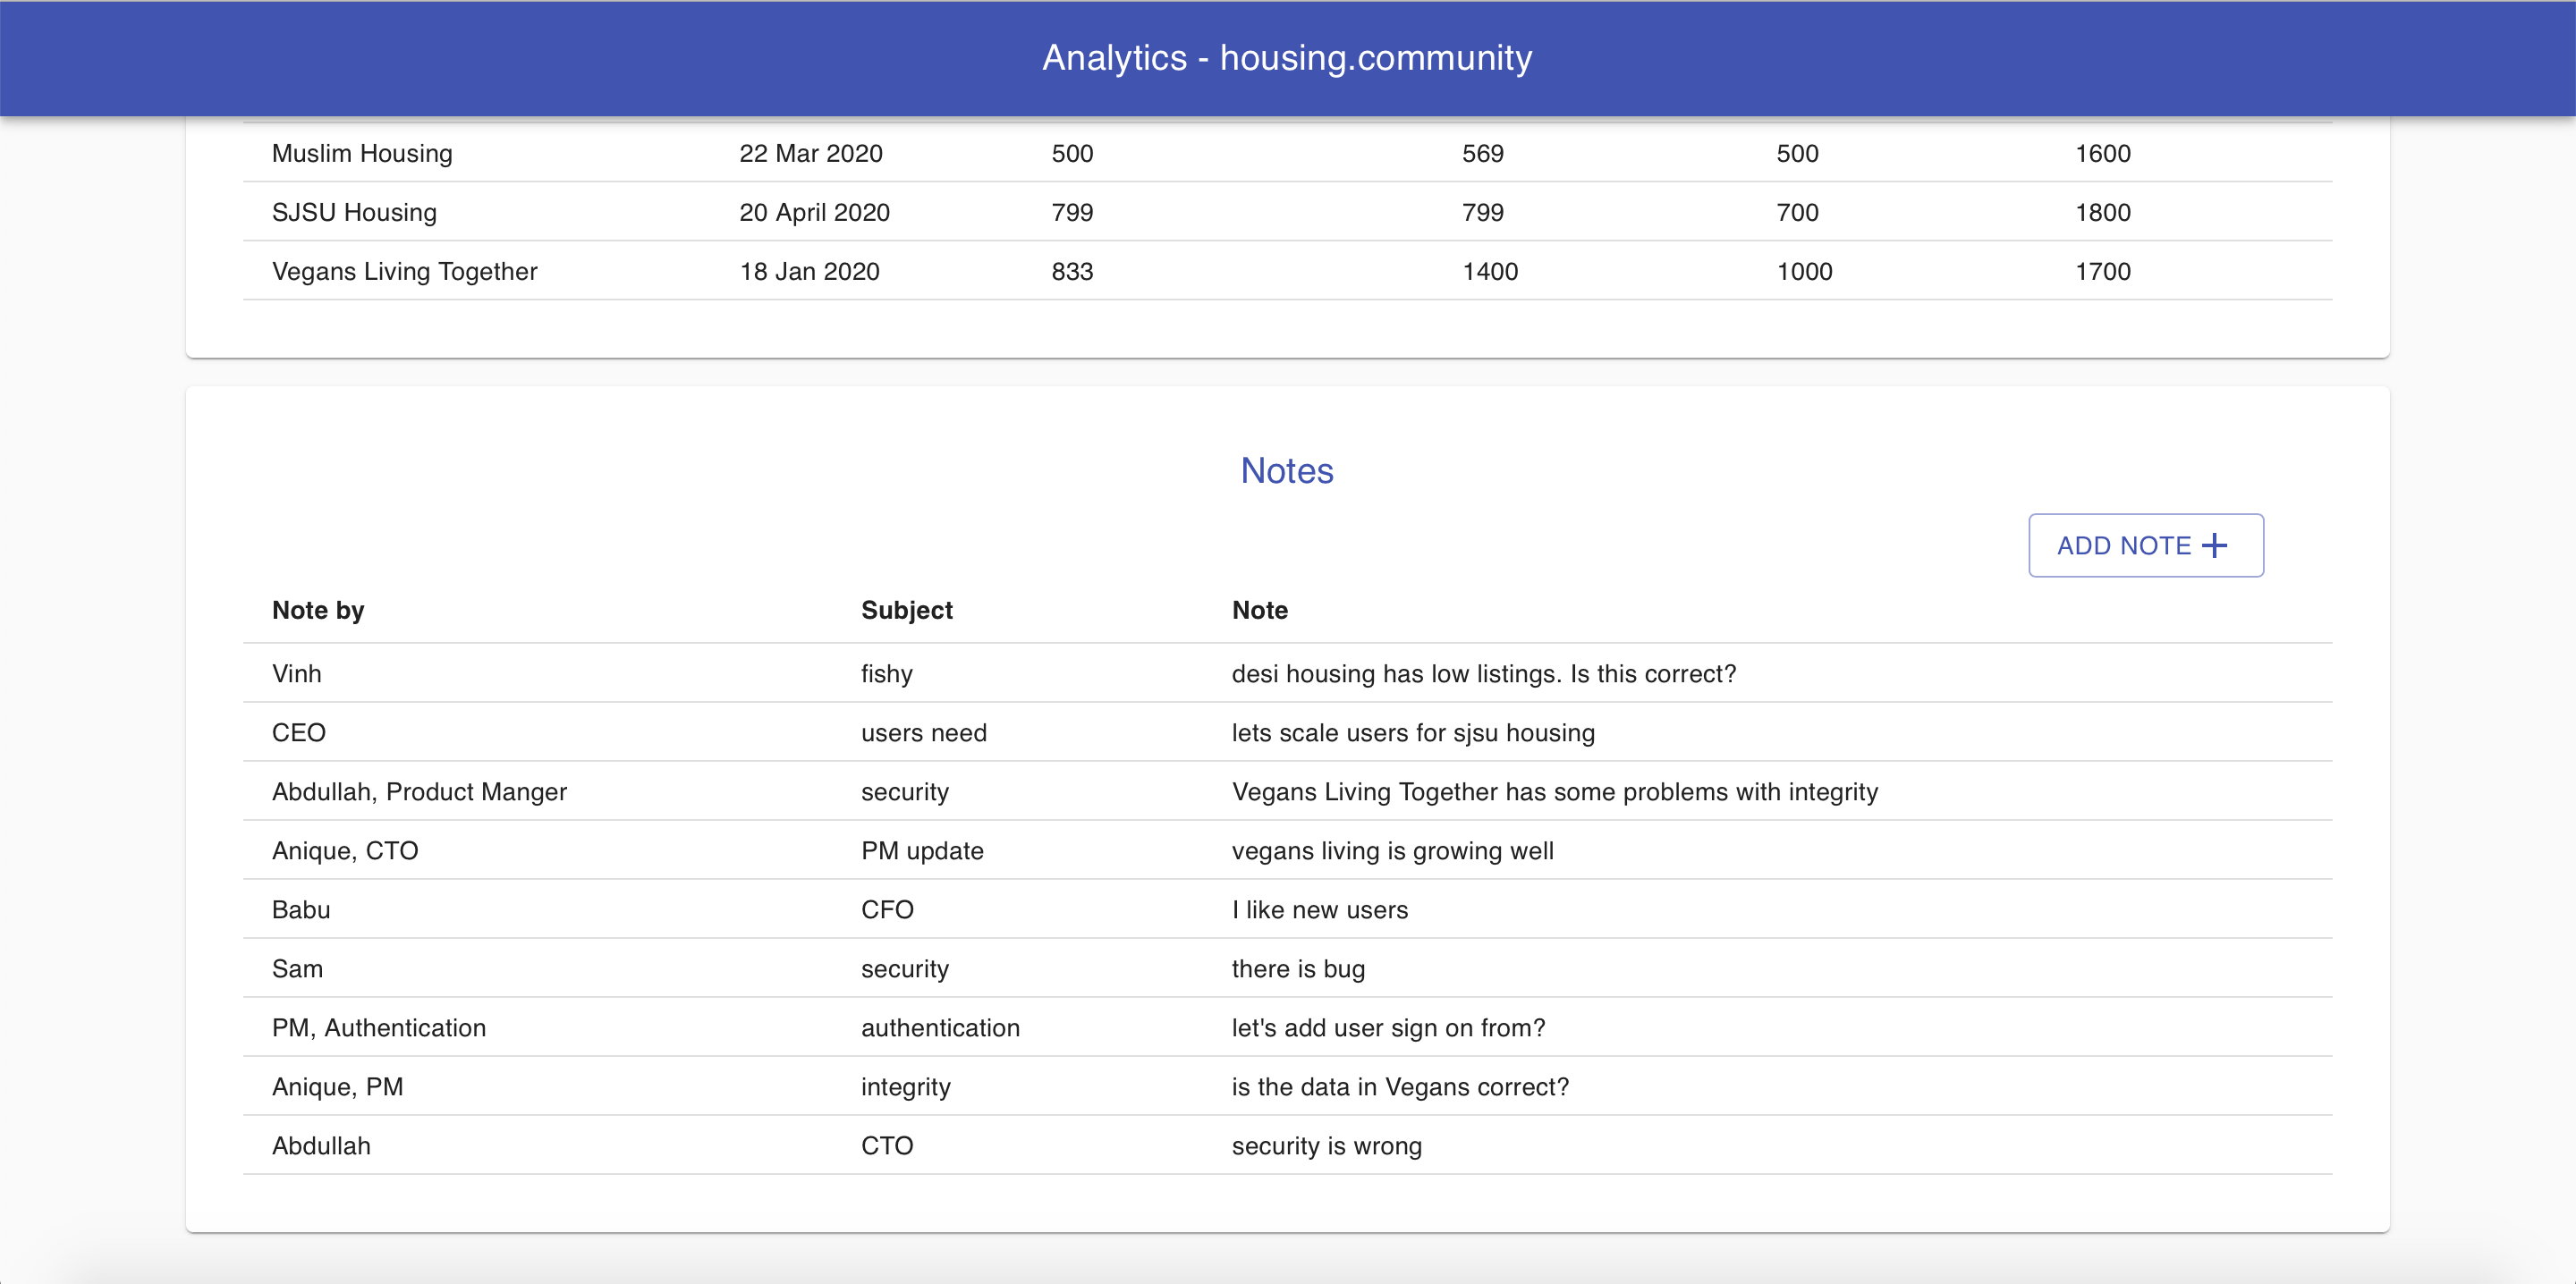 Analytics - housing.community
Muslim Housing 22 Mar 2020 500 569 500 1600
SJSU Housing 20 April 2020 799 799 700 1800
Vegans Living Together 18 Jan 2020 833 1400 1000 1700
Notes
ADD NOTE +
Note by Subject Note
Vinh fishy desi housing has low listings. Is this correct?
CEO users need lets scale users for sjsu housing
Abdullah, Product Manger security Vegans Living Together has some problems with integrity
Anique, CTO PM update vegans living is growing well
Babu CFO I like new users
Sam security there is bug
PM, Authentication authentication let's add user sign on from?
Anique, PM integrity is the data in Vegans correct?
Abdullah CTO security is wrong